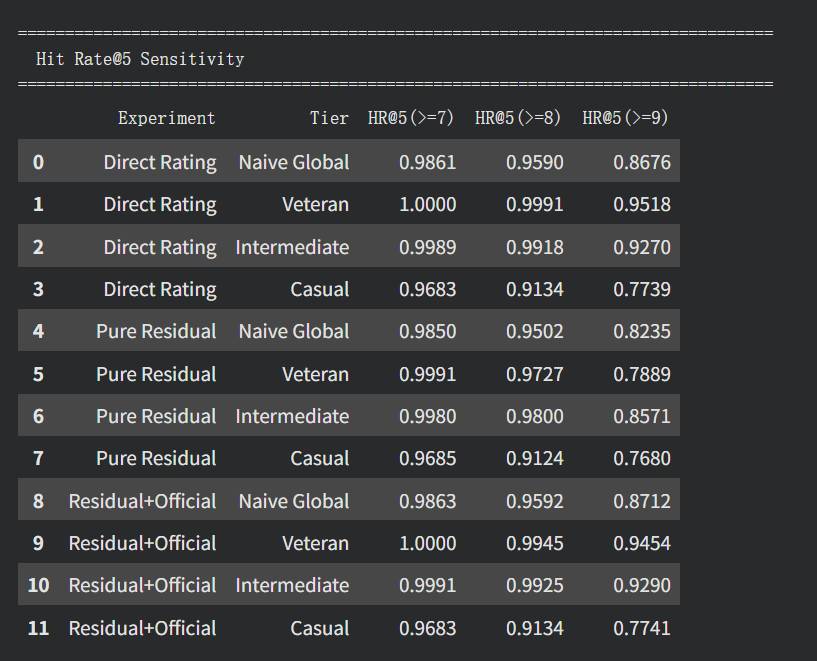 ================================================================================
Hit Rate@5 Sensitivity
================================================================================
Experiment Tier HR@5(>=7) HR@5(>=8) HR@5(>=9)
0 Direct Rating Naive Global 0.9861 0.9590 0.8676
1 Direct Rating Veteran 1.0000 0.9991 0.9518
2 Direct Rating Intermediate 0.9989 0.9918 0.9270
3 Direct Rating Casual 0.9683 0.9134 0.7739
4 Pure Residual Naive Global 0.9850 0.9502 0.8235
5 Pure Residual Veteran 0.9991 0.9727 0.7889
6 Pure Residual Intermediate 0.9980 0.9800 0.8571
7 Pure Residual Casual 0.9685 0.9124 0.7680
8 Residual+Official Naive Global 0.9863 0.9592 0.8712
9 Residual+Official Veteran 1.0000 0.9945 0.9454
10 Residual+Official Intermediate 0.9991 0.9925 0.9290
11 Residual+Official Casual 0.9683 0.9134 0.7741